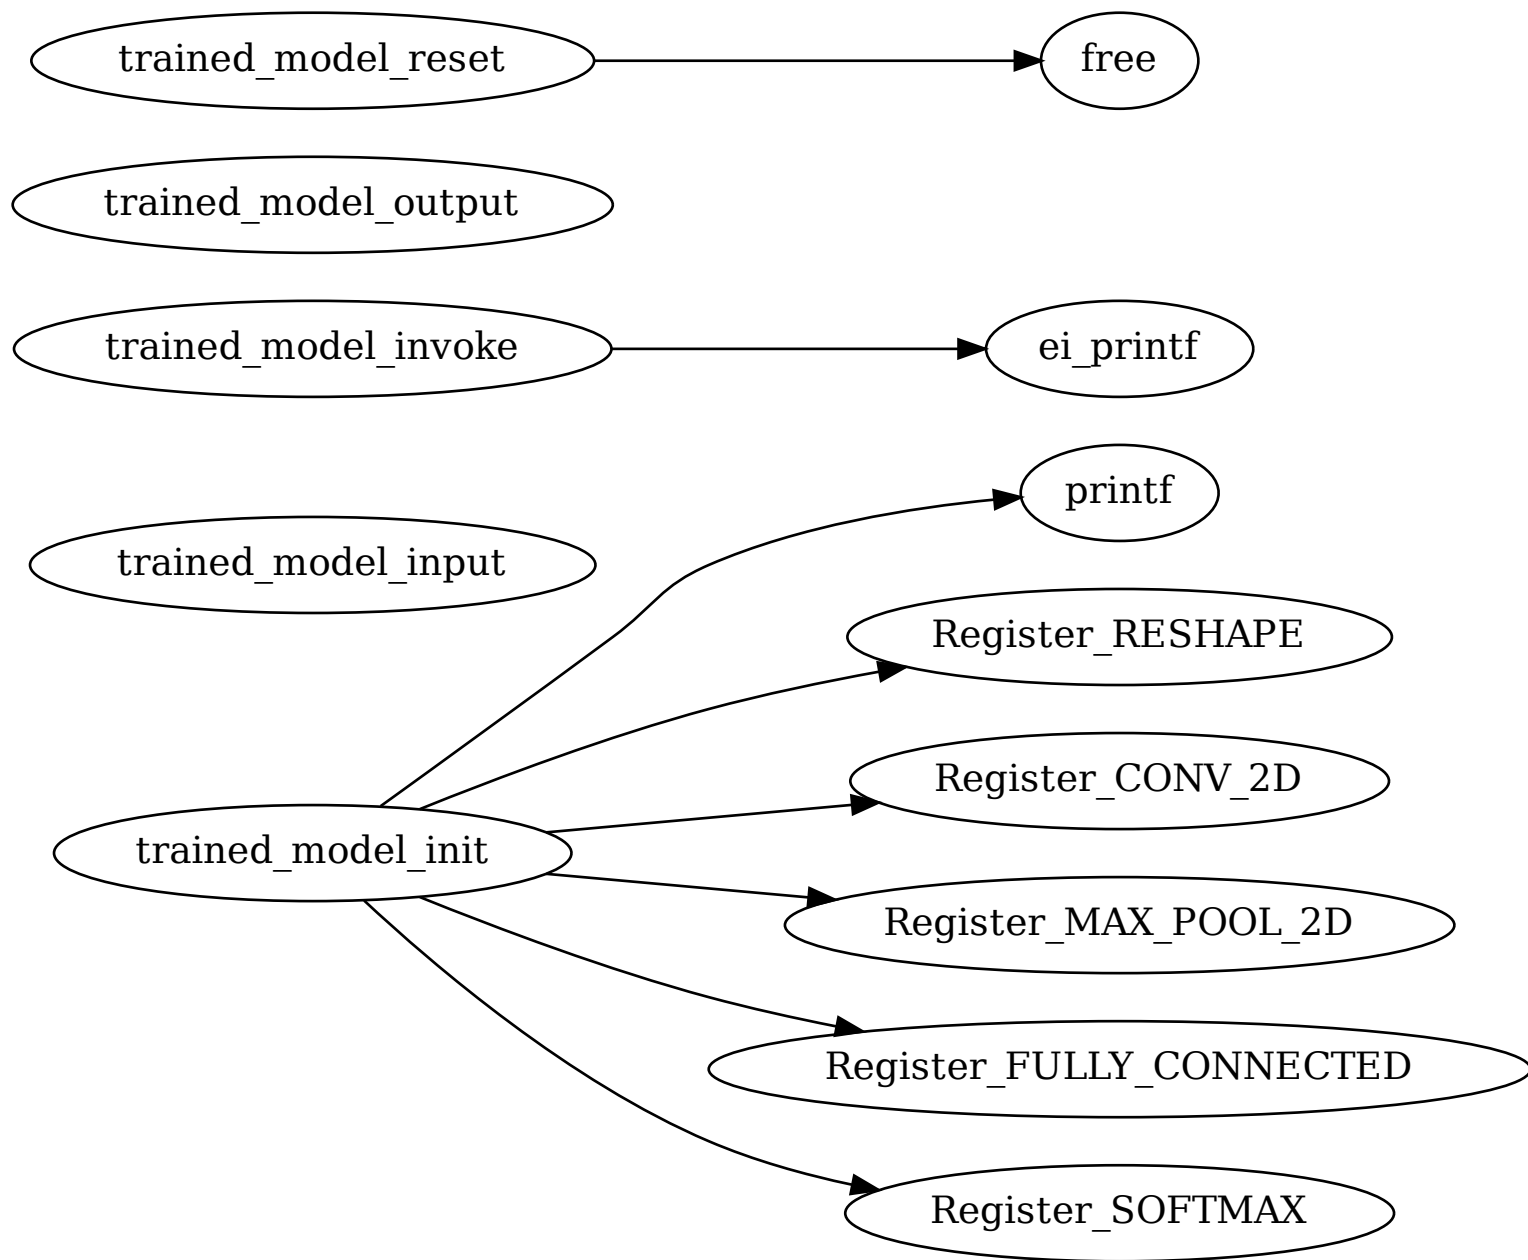 trained_model_reset
free
trained_model_output
trained_model_invoke
ei_printf
printf
trained_model_input
Register_RESHAPE
Register_CONV_2D
trained_model_init
Register_MAX_POOL_2D
Register_FULLY_CONNECTED
Register_SOFTMAX